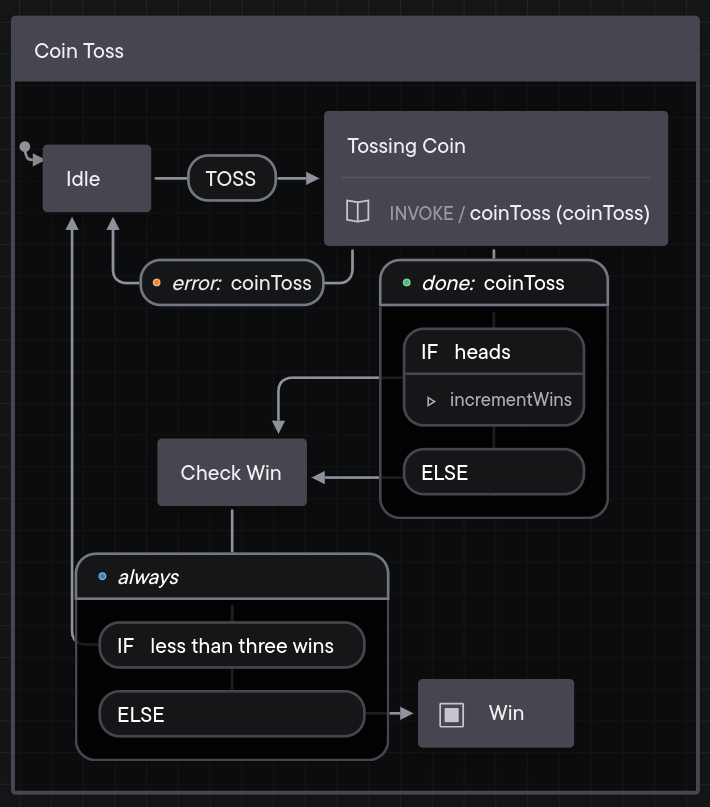 Coin Toss
Idle
TOSS
Tossing Coin
INVOKE / coinToss (coinToss)
error: coinToss
done: coinToss
IF heads
incrementWins
ELSE
Check Win
always
IF less than three wins
ELSE
Win